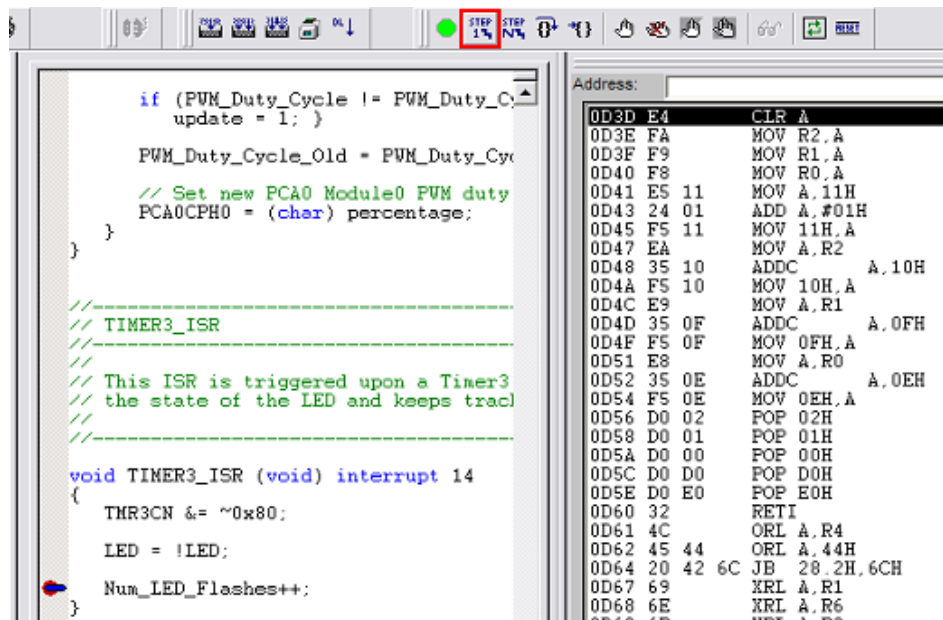 STEP
1
STEP
N
RESET
if (PWM_Duty_Cycle != PWM_Duty_Cy
update = 1; }
PWM_Duty_Cycle_Old = PWM_Duty_Cyc
// Set new PCA0 Module0 PWM duty
PCA0CPH0 = (char) percentage;
}
}
//-----------------------------------------------
// TIMER3_ISR
//-----------------------------------------------
//
// This ISR is triggered upon a Timer3
// the state of the LED and keeps track
//
//-----------------------------------------------
void TIMER3_ISR (void) interrupt 14
{
TMR3CN &= ~0x80;
LED = !LED;
Num_LED_Flashes++;
}
Address:
0D3D E4 CLR A
0D3E FA MOV R2,A
0D3F F9 MOV R1,A
0D40 F8 MOV R0,A
0D41 E5 11 MOV A,11H
0D43 24 01 ADD A,#01H
0D45 F5 11 MOV 11H,A
0D47 EA MOV A,R2
0D48 35 10 ADDC A,10H
0D4A F5 10 MOV 10H,A
0D4C E9 MOV A,R1
0D4D 35 0F ADDC A,0FH
0D4F F5 0F MOV 0FH,A
0D51 E8 MOV A,R0
0D52 35 0E ADDC A,0EH
0D54 F5 0E MOV 0EH,A
0D56 D0 02 POP 02H
0D58 D0 01 POP 01H
0D5A D0 00 POP 00H
0D5C D0 D0 POP D0H
0D5E D0 E0 POP E0H
0D60 32 RETI
0D61 4C ORL A,R4
0D62 45 44 ORL A,44H
0D64 20 42 6C JB 28.2H,6CH
0D67 69 XRL A,R1
0D68 6E XRL A,R6